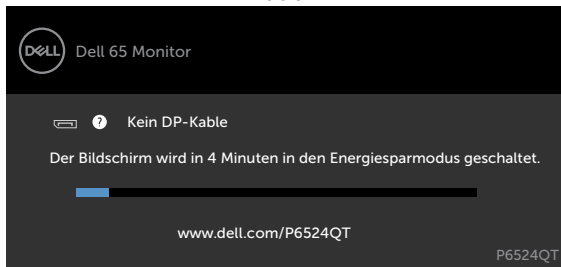 DELL Dell 65 Monitor
? Kein DP-Kable
Der Bildschirm wird in 4 Minuten in den Energiesparmodus geschaltet.
www.dell.com/P6524QT
P6524QT